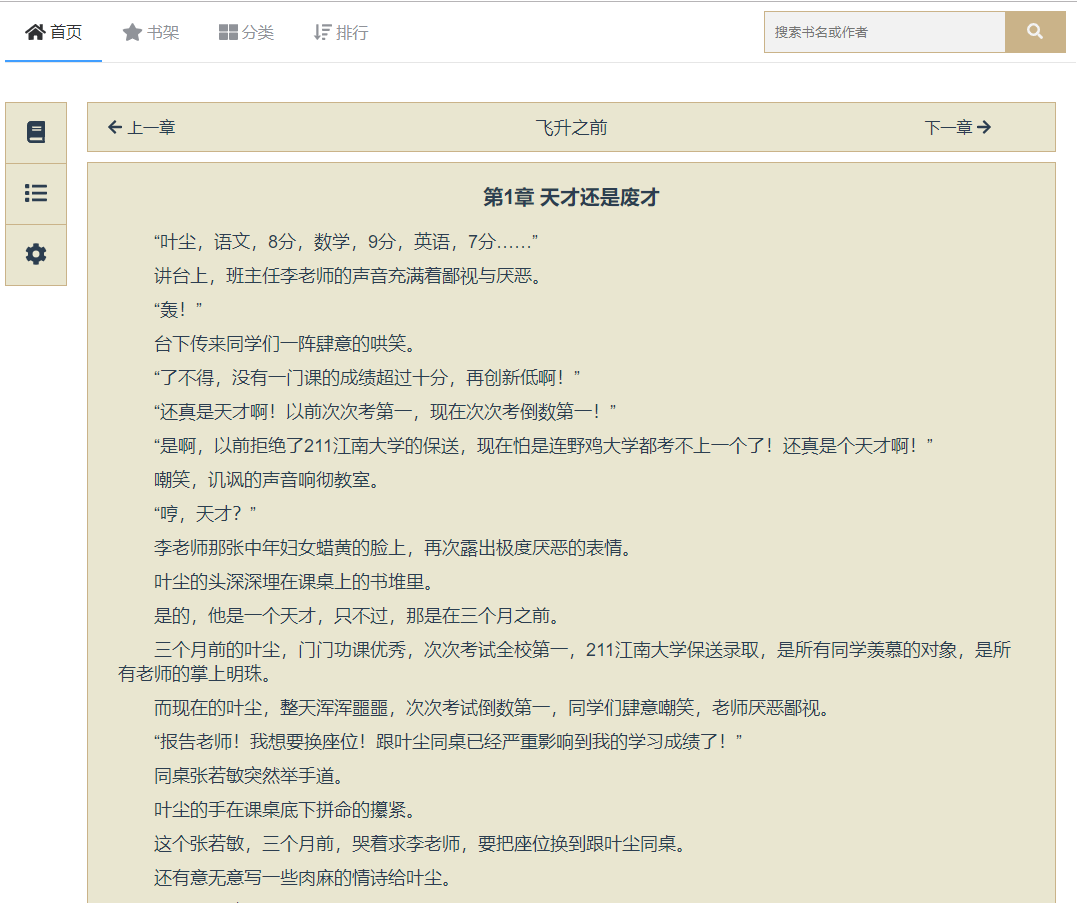 首页 书架 分类 排行 搜索书名或作者
上一章 飞升之前 下一章
第1章 天才还是废才
“叶尘，语文，8分，数学，9分，英语，7分……”
讲台上，班主任李老师的声音充满着鄙视与厌恶。
“轰！”
台下传来同学们一阵肆意的哄笑。
“了不得，没有一门课的成绩超过十分，再创新低啊！”
“还真是天才啊！以前次次考第一，现在次次考倒数第一！”
“是啊，以前拒绝了211江南大学的保送，现在怕是连野鸡大学都考不上一个了！还真是个天才啊！”
嘲笑，讥讽的声音响彻教室。
“哼，天才？”
李老师那张中年妇女蜡黄的脸上，再次露出极度厌恶的表情。
叶尘的头深深埋在课桌上的书堆里。
是的，他是一个天才，只不过，那是在三个月之前。
三个月前的叶尘，门门功课优秀，次次考试全校第一，211江南大学保送录取，是所有同学羡慕的对象，是所
有老师的掌上明珠。
而现在的叶尘，整天浑浑噩噩，次次考试倒数第一，同学们肆意嘲笑，老师厌恶鄙视。
“报告老师！我想要换座位！跟叶尘同桌已经严重影响到我的学习成绩了！”
同桌张若敏突然举手道。
叶尘的手在课桌底下拼命的攥紧。
这个张若敏，三个月前，哭着求李老师，要把座位换到跟叶尘同桌。
还有意无意写一些肉麻的情诗给叶尘。